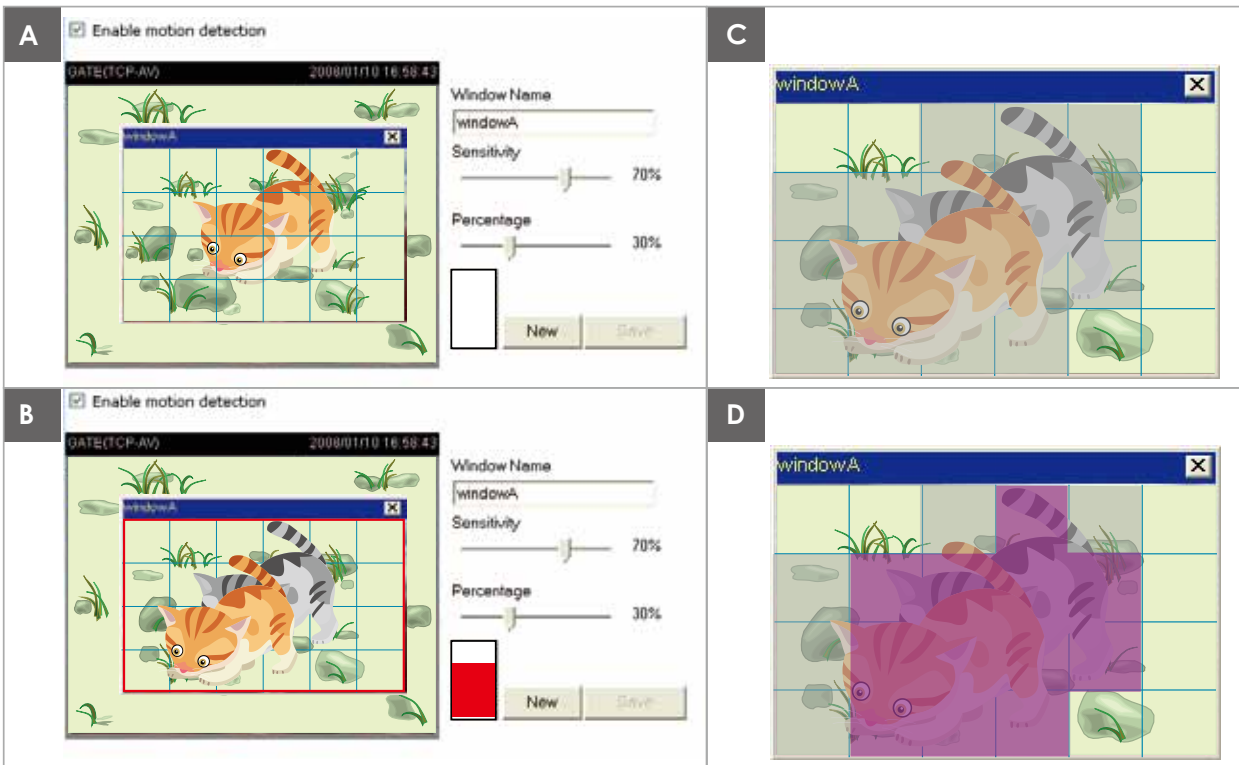 A
Enable motion detection
GATE(TCP-AV) 2008/01/10 16:58:43
windowA
Window Name
windowA
Sensitivity
70%
Percentage
30%
New Save
B
Enable motion detection
GATE(TCP-AV) 2008/01/10 16:58:43
windowA
Window Name
windowA
Sensitivity
70%
Percentage
30%
New Save
C
windowA
D
windowA